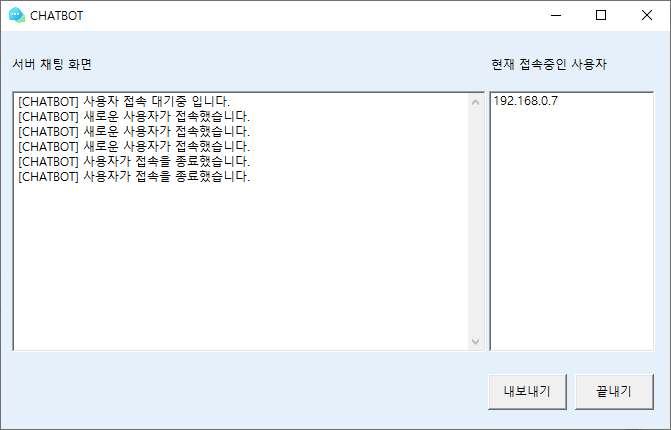 CHATBOT
서버 채팅 화면
현재 접속중인 사용자
[CHATBOT] 사용자 접속 대기중 입니다.
[CHATBOT] 새로운 사용자가 접속했습니다.
[CHATBOT] 새로운 사용자가 접속했습니다.
[CHATBOT] 새로운 사용자가 접속했습니다.
[CHATBOT] 사용자가 접속을 종료했습니다.
[CHATBOT] 사용자가 접속을 종료했습니다.
192.168.0.7
내보내기
끝내기